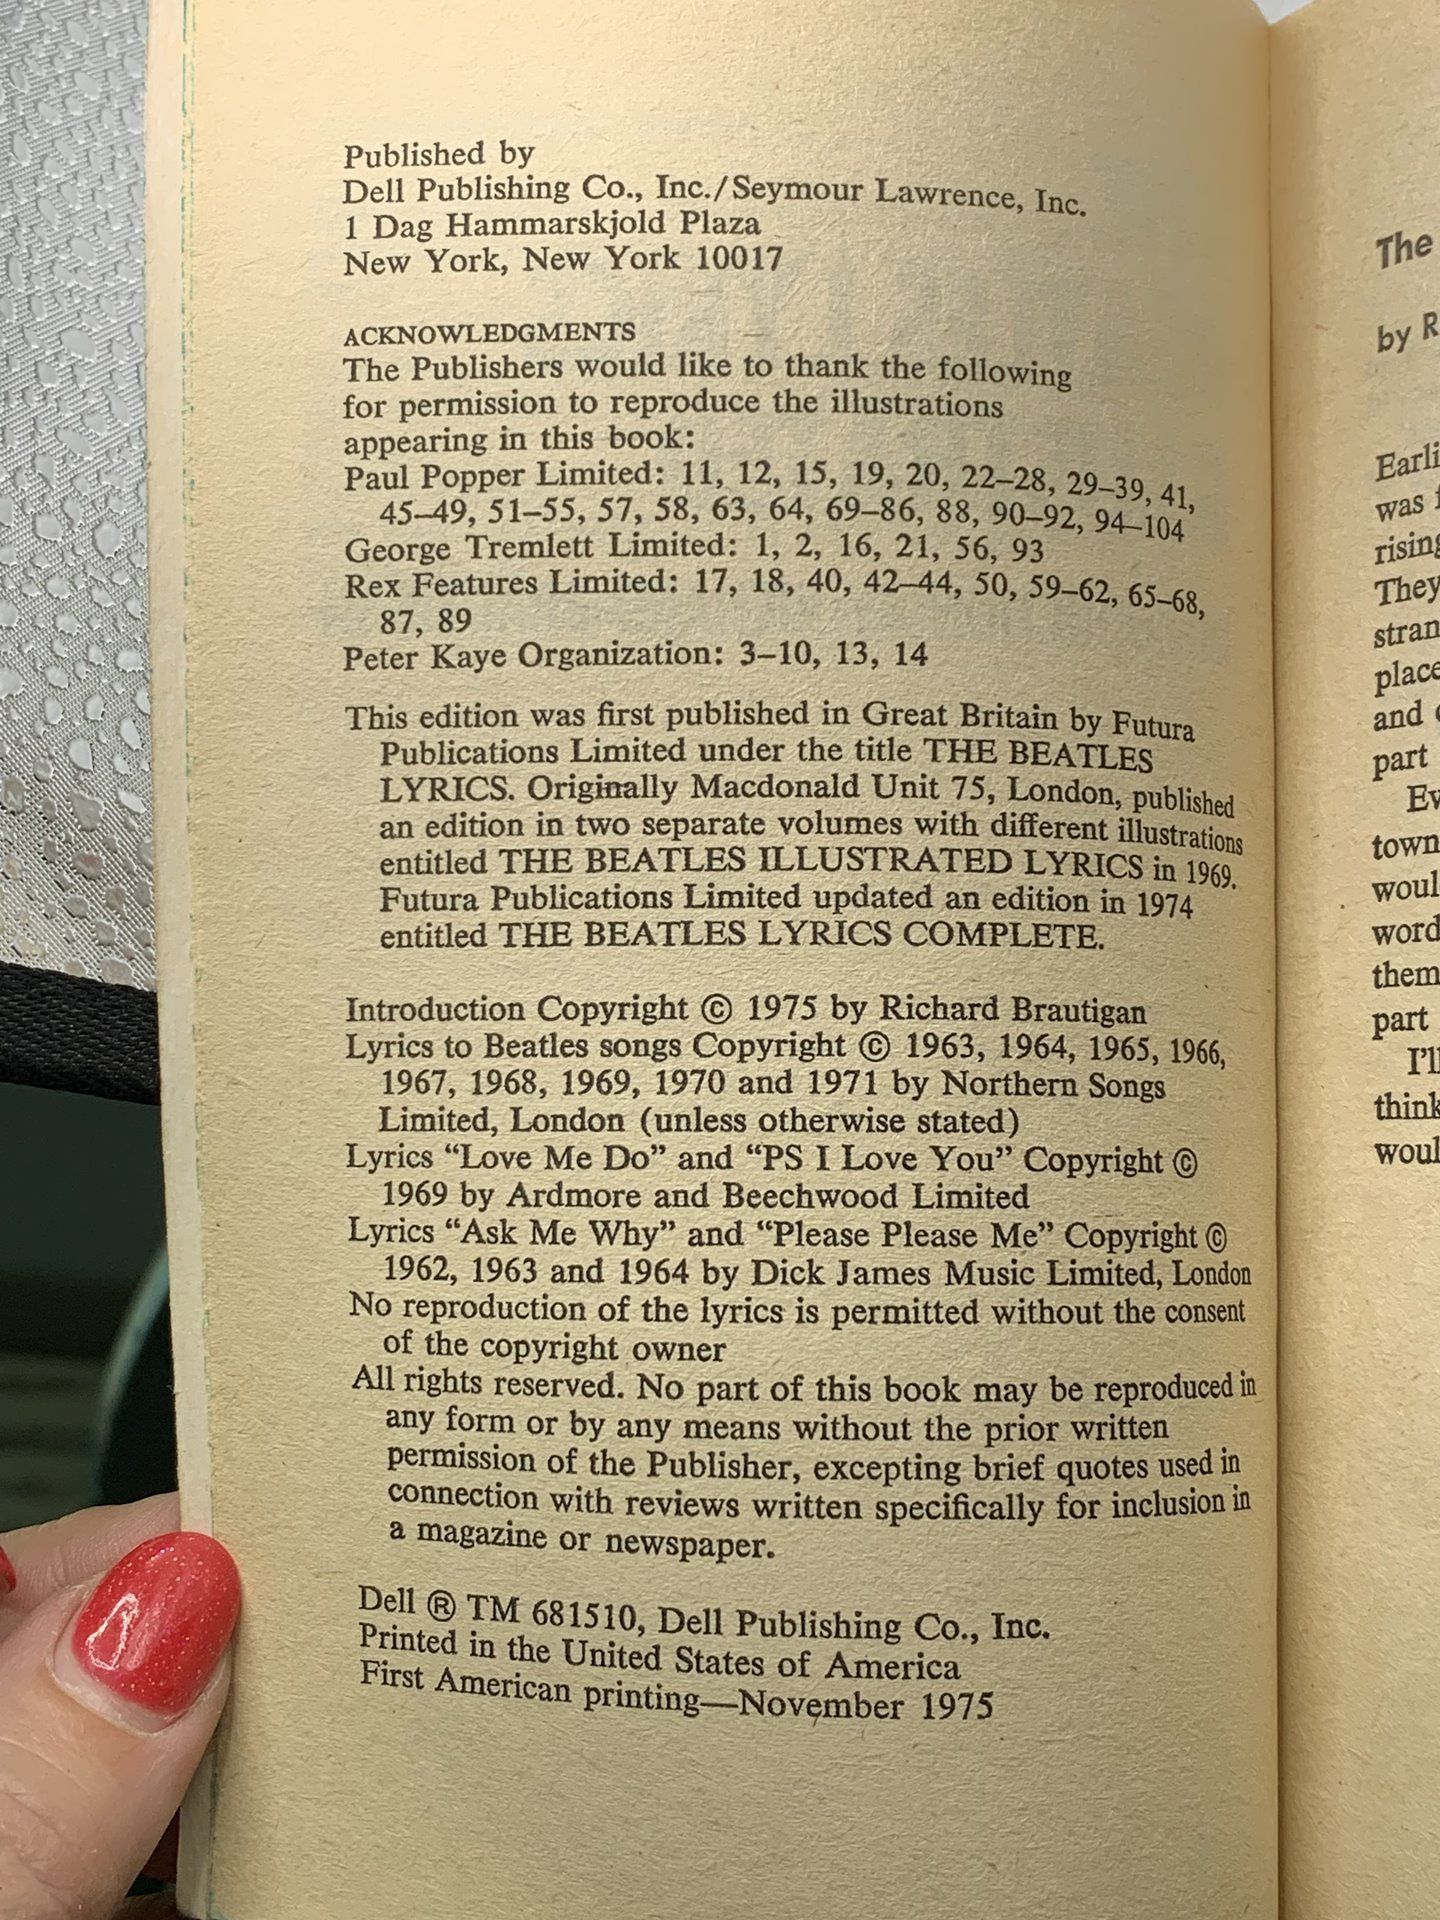 Published by
Dell Publishing Co., Inc./Seymour Lawrence, Inc.
1 Dag Hammarskjold Plaza
New York, New York 10017
ACKNOWLEDGMENTS
The Publishers would like to thank the following
for permission to reproduce the illustrations
appearing in this book:
Paul Popper Limited: 11, 12, 15, 19, 20, 22–28, 29–39, 41,
45–49, 51–55, 57, 58, 63, 64, 69–86, 88, 90–92, 94–104
George Tremlett Limited: 1, 2, 16, 21, 56, 93
Rex Features Limited: 17, 18, 40, 42–44, 50, 59–62, 65–68,
87, 89
Peter Kaye Organization: 3–10, 13, 14
This edition was first published in Great Britain by Futura
Publications Limited under the title THE BEATLES
LYRICS. Originally Macdonald Unit 75, London, published
an edition in two separate volumes with different illustrations
entitled THE BEATLES ILLUSTRATED LYRICS in 1969.
Futura Publications Limited updated an edition in 1974
entitled THE BEATLES LYRICS COMPLETE.
Introduction Copyright © 1975 by Richard Brautigan
Lyrics to Beatles songs Copyright © 1963, 1964, 1965, 1966,
1967, 1968, 1969, 1970 and 1971 by Northern Songs
Limited, London (unless otherwise stated)
Lyrics “Love Me Do” and “PS I Love You” Copyright ©
1969 by Ardmore and Beechwood Limited
Lyrics “Ask Me Why” and “Please Please Me” Copyright ©
1962, 1963 and 1964 by Dick James Music Limited, London
No reproduction of the lyrics is permitted without the consent
of the copyright owner
All rights reserved. No part of this book may be reproduced in
any form or by any means without the prior written
permission of the Publisher, excepting brief quotes used in
connection with reviews written specifically for inclusion in
a magazine or newspaper.
Dell ® TM 681510, Dell Publishing Co., Inc.
Printed in the United States of America
First American printing—November 1975
The
by R
Earli
was
rising
They
stran
place
and
part
Ev
town
woul
word
them
part
I'll
think
woul